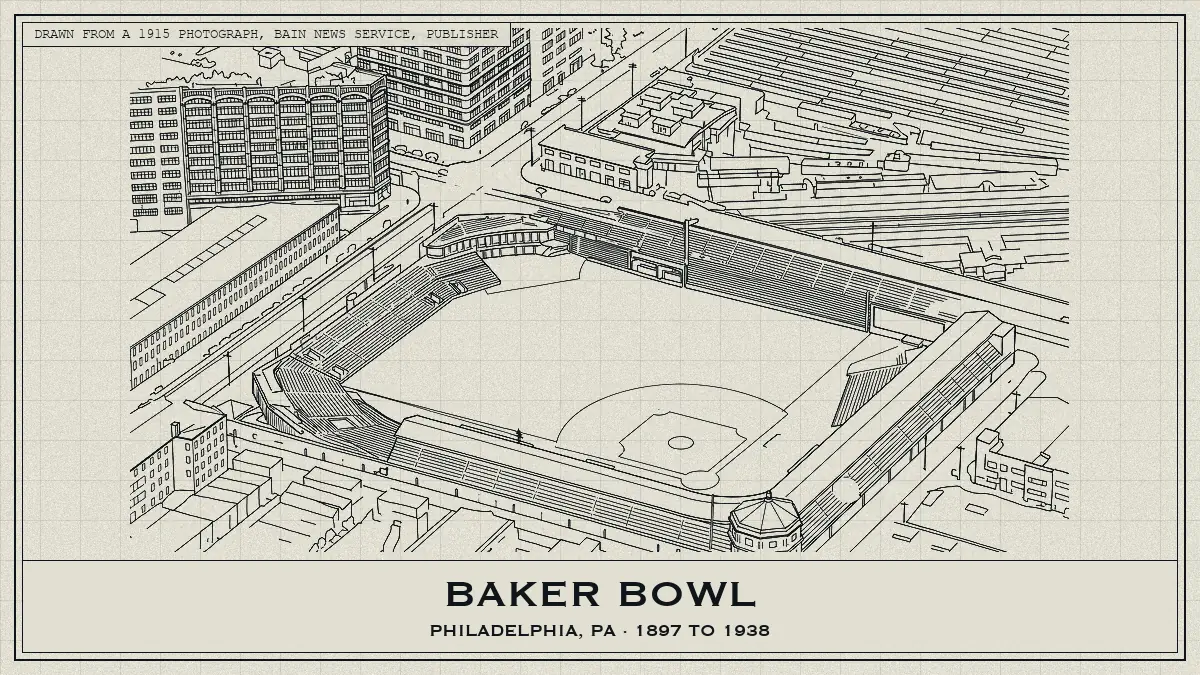 DRAWN FROM A 1915 PHOTOGRAPH, BAIN NEWS SERVICE, PUBLISHER
BAKER BOWL
PHILADELPHIA, PA · 1897 TO 1938